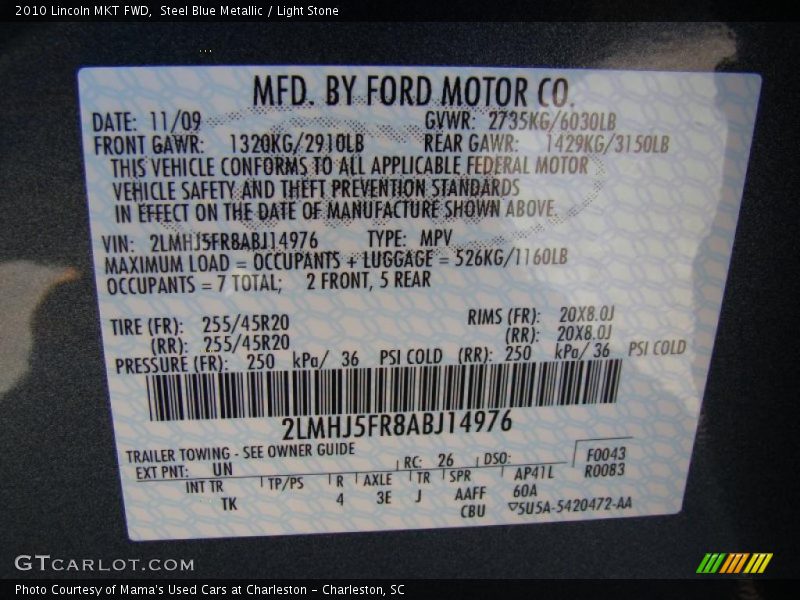 2010 Lincoln MKT FWD, Steel Blue Metallic / Light Stone
MFD. BY FORD MOTOR CO.
DATE: 11/09 GVWR: 2735KG/6030LB
FRONT GAWR: 1320KG/2910LB REAR GAWR: 1429KG/3150LB
THIS VEHICLE CONFORMS TO ALL APPLICABLE FEDERAL MOTOR
VEHICLE SAFETY AND THEFT PREVENTION STANDARDS
IN EFFECT ON THE DATE OF MANUFACTURE SHOWN ABOVE.
VIN: 2LMHJ5FR8ABJ14976 TYPE: MPV
MAXIMUM LOAD = OCCUPANTS + LUGGAGE = 526KG/1160LB
OCCUPANTS = 7 TOTAL; 2 FRONT, 5 REAR
TIRE (FR): 255/45R20 RIMS (FR): 20X8.0J
(RR): 255/45R20 (RR): 20X8.0J
PRESSURE (FR): 250 kPa/ 36 PSI COLD (RR): 250 kPa/ 36 PSI COLD
2LMHJ5FR8ABJ14976
TRAILER TOWING - SEE OWNER GUIDE
EXT PNT: UN RC: 26 DSO: F0043
R0083
INT TR TP/PS R AXLE TR SPR AP41L
TK 4 3E J AAFF 60A
CBU ▽5U5A-5420472-AA
GTCARLOT.COM
Photo Courtesy of Mama's Used Cars at Charleston - Charleston, SC